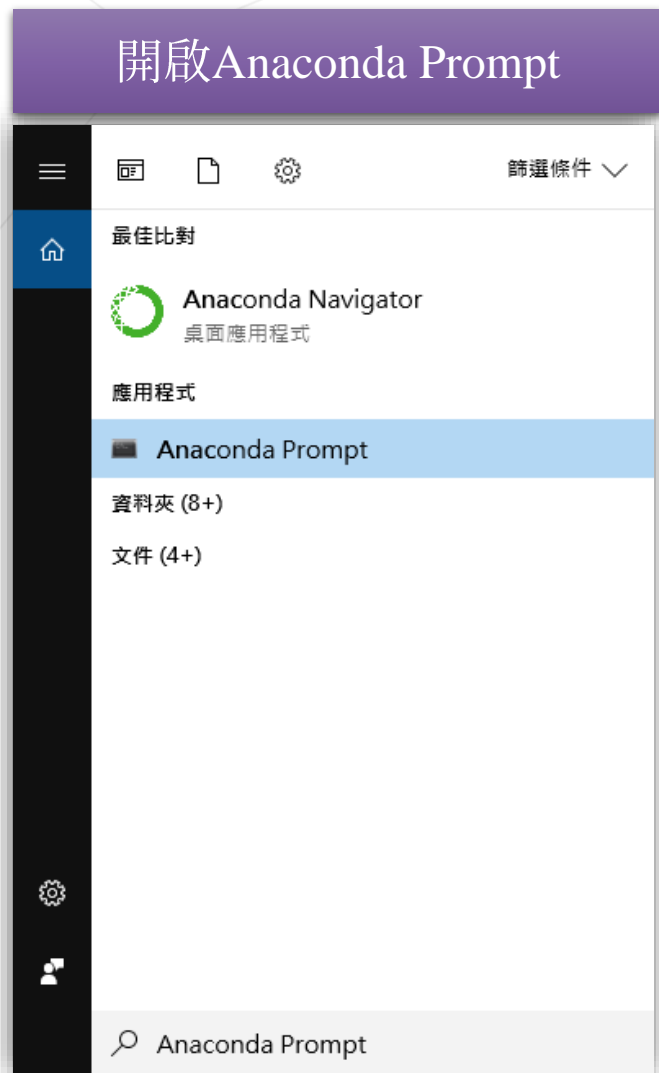 開啟Anaconda Prompt
篩選條件
最佳比對
Anaconda Navigator
桌面應用程式
應用程式
Anaconda Prompt
資料夾 (8+)
文件 (4+)
Anaconda Prompt